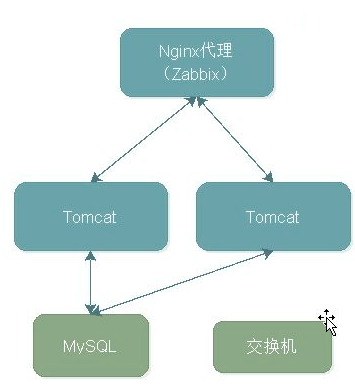 Nginx代理
（Zabbix）
Tomcat
Tomcat
MySQL
交换机